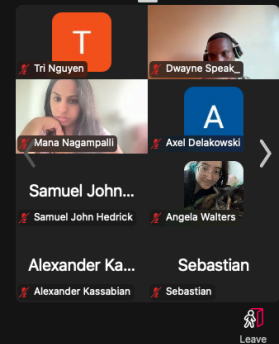 T
Tri Nguyen
Dwayne Speak_
Mana Nagampalli
A
Axel Delakowski
Samuel John...
Samuel John Hedrick
Angela Walters
Alexander Ka...
Sebastian
Alexander Kassabian
Sebastian
Leave